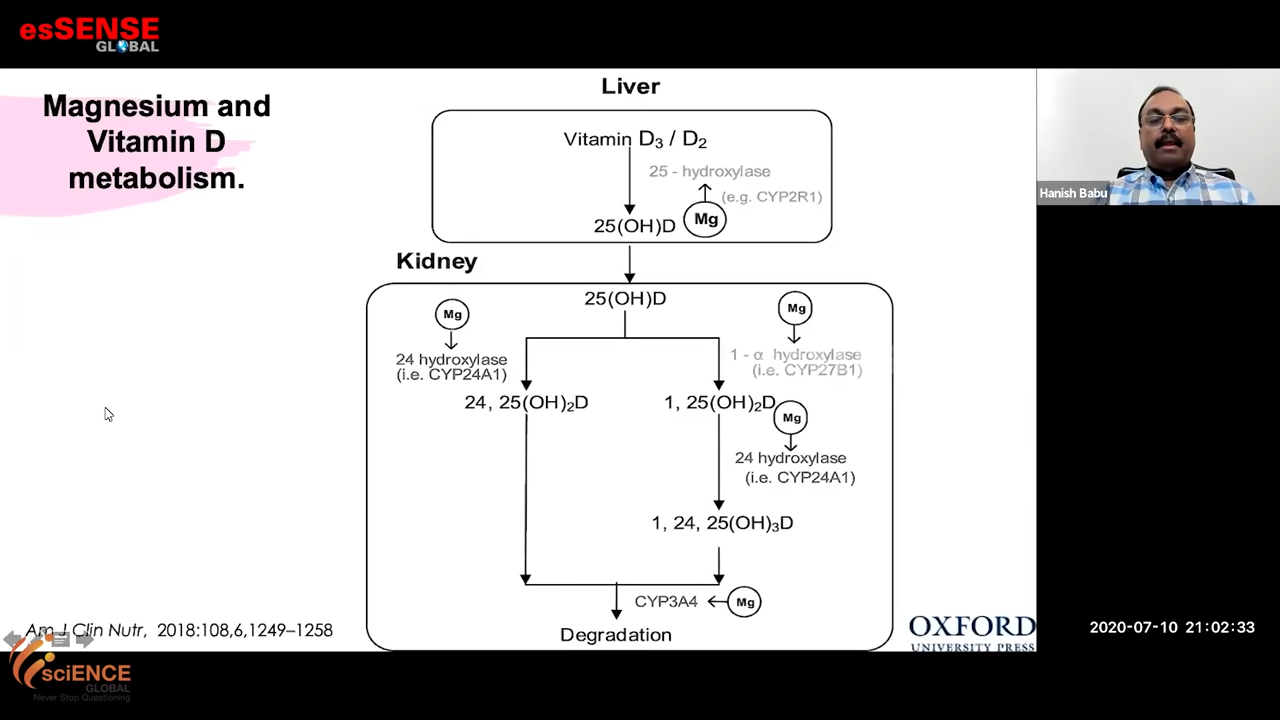 esSENSE
GLOBAL
Magnesium and
Vitamin D
metabolism.
Liver
Vitamin D₃ / D₂
25 - hydroxylase
(e.g. CYP2R1)
25(OH)D
Mg
Kidney
25(OH)D
Mg
24 hydroxylase
(i.e. CYP24A1)
Mg
1 - α hydroxylase
(i.e. CYP27B1)
24, 25(OH)₂D
1, 25(OH)₂D
Mg
24 hydroxylase
(i.e. CYP24A1)
1, 24, 25(OH)₃D
CYP3A4
Mg
Degradation
Am J Clin Nutr, 2018:108,6,1249–1258
OXFORD
UNIVERSITY PRESS
Hanish Babu
2020-07-10 21:02:33
sciENCE
GLOBAL
Never Stop Questioning